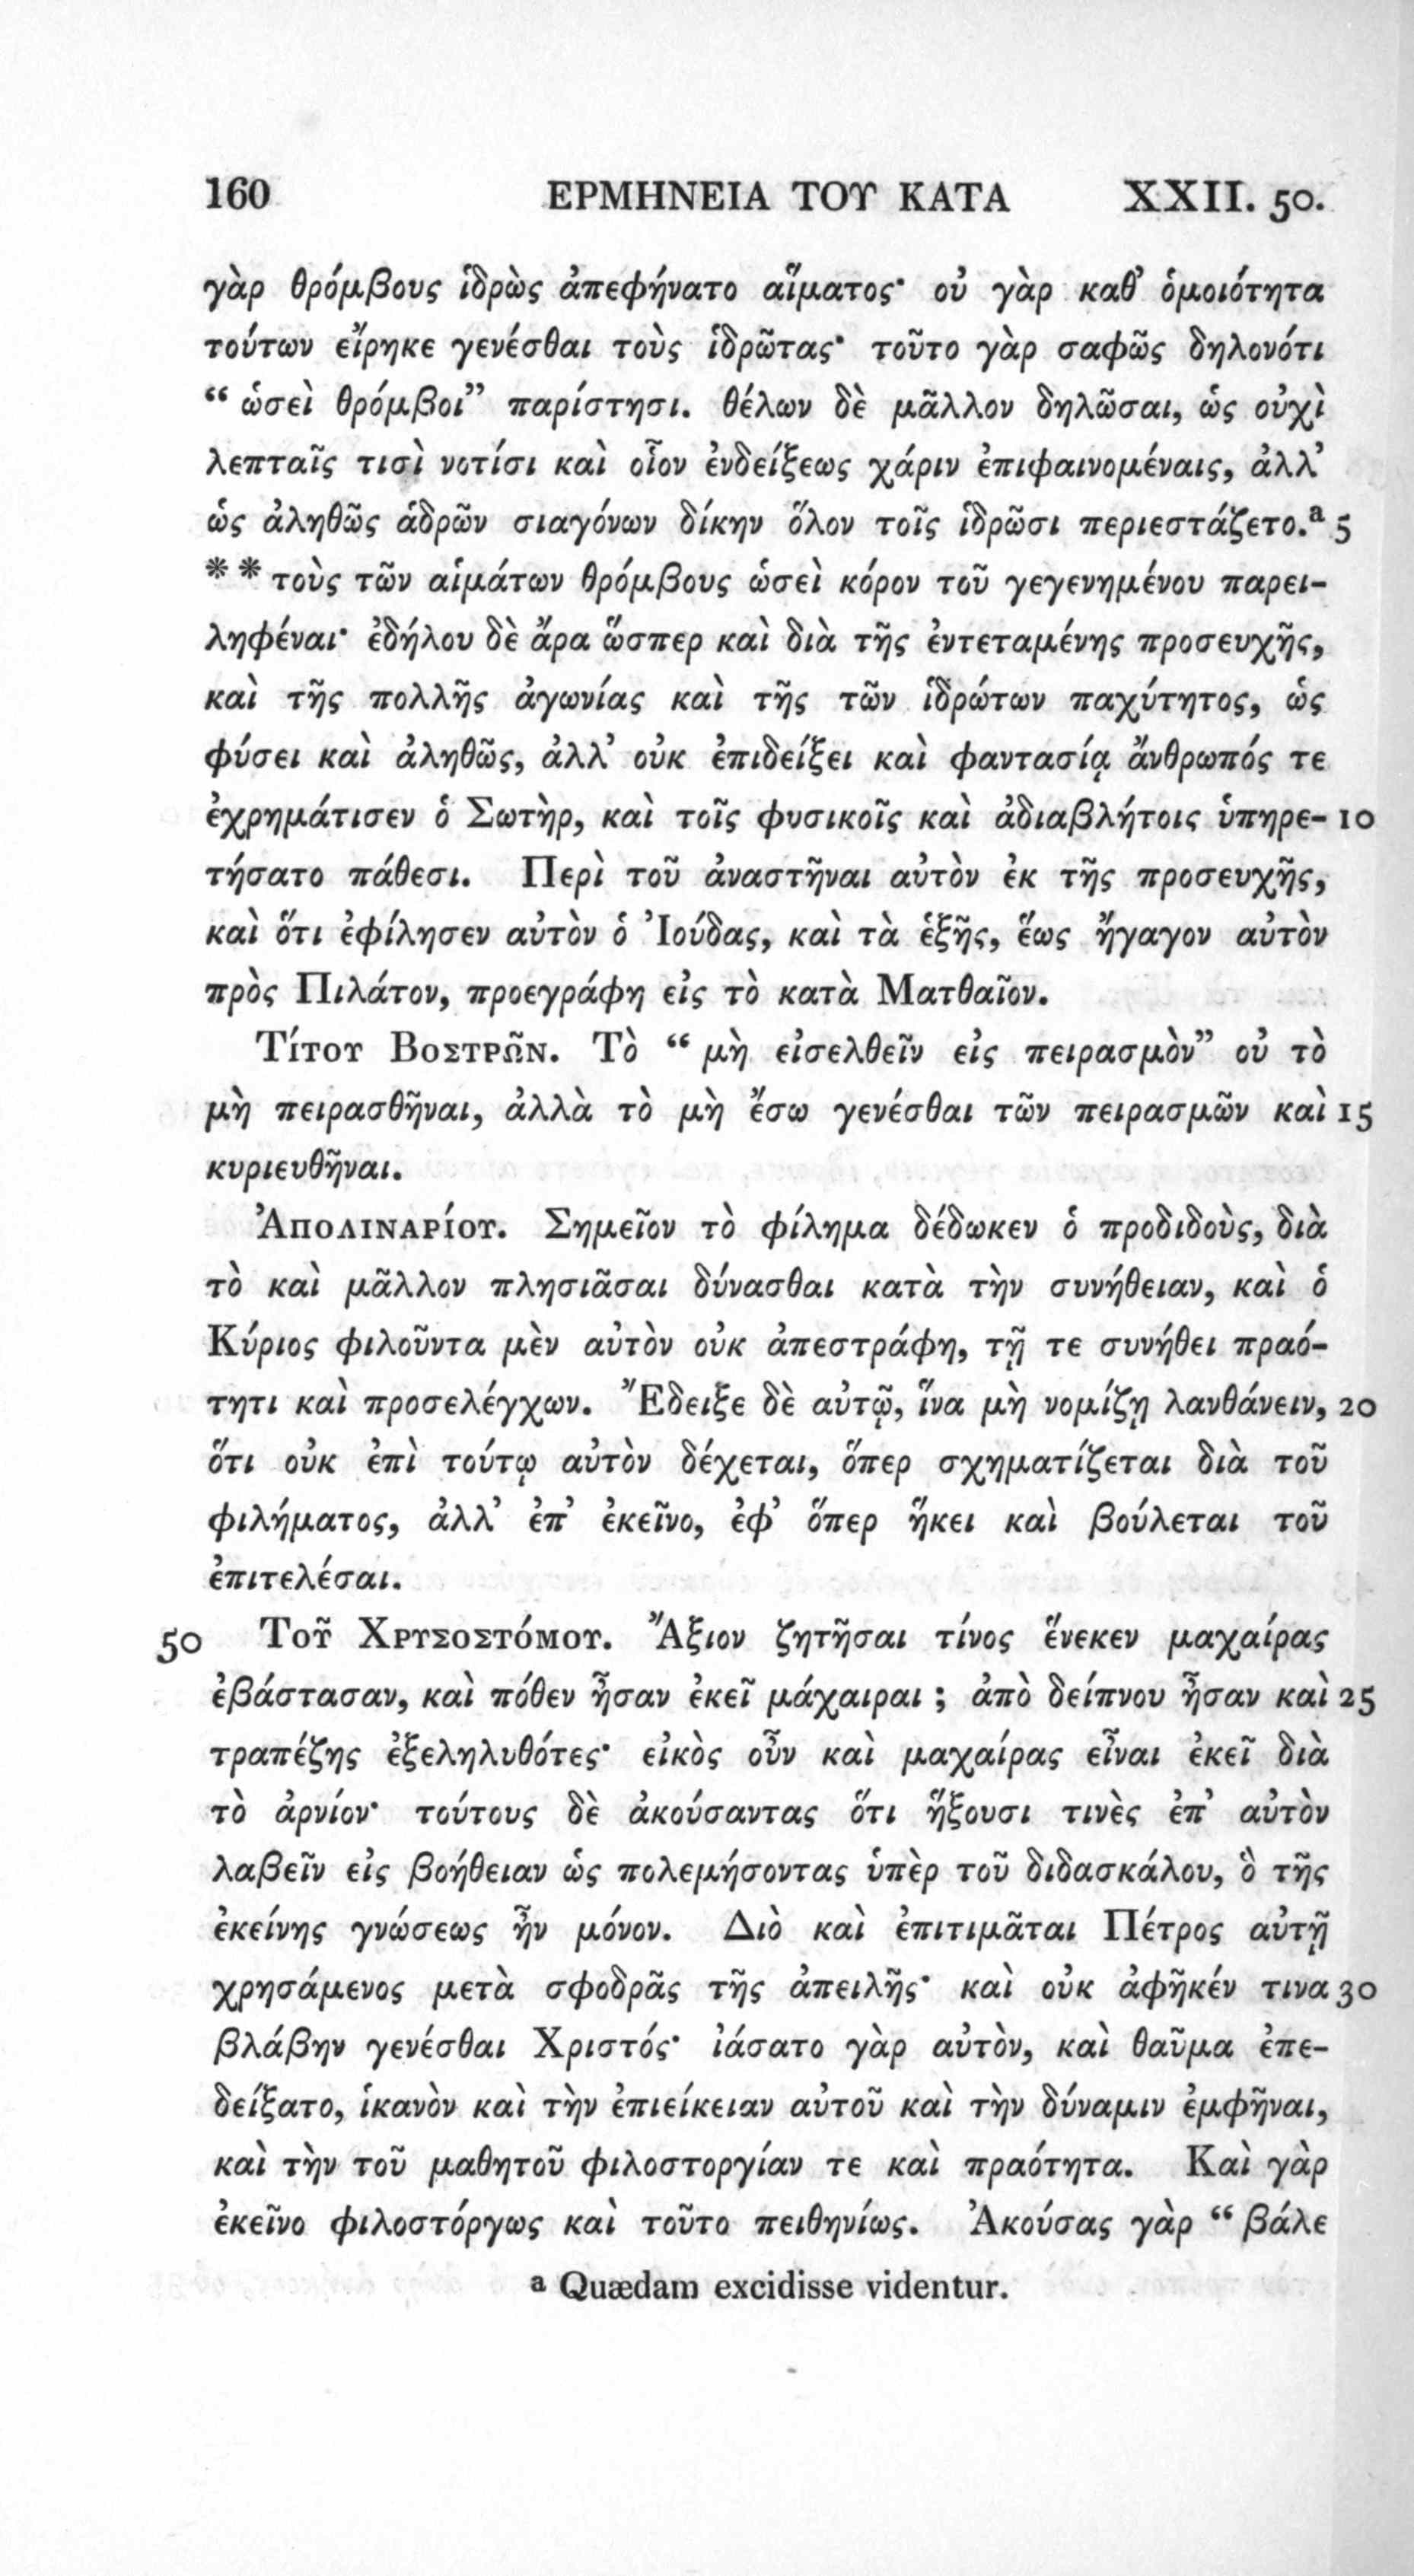 160 ΕΡΜΗΝΕΙΑ ΤΟΥ ΚΑΤΑ XXII. 50.
γὰρ θρόμβους ἱδρὼς ἀπεφήνατο αἵματος· οὐ γὰρ καθ᾽ ὁμοιότητα
τούτων εἴρηκε γενέσθαι τοὺς ἱδρῶτας· τοῦτο γὰρ σαφῶς δηλονότι
“ ὡσεὶ θρόμβοι” παρίστησι. θέλων δὲ μᾶλλον δηλῶσαι, ὡς οὐχὶ
λεπταῖς τισὶ νοτίσι καὶ οἷον ἐνδείξεως χάριν ἐπιφαινομέναις, ἀλλ᾽
ὡς ἀληθῶς ἁδρῶν σιαγόνων δίκην ὅλον τοῖς ἱδρῶσι περιεστάζετο.a 5
* * τοὺς τῶν αἱμάτων θρόμβους ὡσεὶ κόρον τοῦ γεγενημένου παρει-
ληφέναι· ἐδήλου δὲ ἄρα ὥσπερ καὶ διὰ τῆς ἐντεταμένης προσευχῆς,
καὶ τῆς πολλῆς ἀγωνίας καὶ τῆς τῶν ἱδρώτων παχύτητος, ὡς
φύσει καὶ ἀληθῶς, ἀλλ᾽ οὐκ ἐπιδείξει καὶ φαντασίᾳ ἄνθρωπός τε
ἐχρημάτισεν ὁ Σωτὴρ, καὶ τοῖς φυσικοῖς καὶ ἀδιαβλήτοις ὑπηρε- 10
τήσατο πάθεσι. Περὶ τοῦ ἀναστῆναι αὐτὸν ἐκ τῆς προσευχῆς,
καὶ ὅτι ἐφίλησεν αὐτὸν ὁ Ἰούδας, καὶ τὰ ἑξῆς, ἕως ἤγαγον αὐτὸν
πρὸς Πιλάτον, προεγράφη εἰς τὸ κατὰ Ματθαῖον.
Τίτου Βοστρῶν. Τὸ “ μὴ εἰσελθεῖν εἰς πειρασμὸν” οὐ τὸ
μὴ πειρασθῆναι, ἀλλὰ τὸ μὴ ἔσω γενέσθαι τῶν πειρασμῶν καὶ 15
κυριευθῆναι.
Ἀπολιναρίου. Σημεῖον τὸ φίλημα δέδωκεν ὁ προδιδοὺς, διὰ
τὸ καὶ μᾶλλον πλησιᾶσαι δύνασθαι κατὰ τὴν συνήθειαν, καὶ ὁ
Κύριος φιλοῦντα μὲν αὐτὸν οὐκ ἀπεστράφη, τῇ τε συνήθει πραό-
τητι καὶ προσελέγχων. Ἔδειξε δὲ αὐτῷ, ἵνα μὴ νομίζῃ λανθάνειν, 20
ὅτι οὐκ ἐπὶ τούτῳ αὐτὸν δέχεται, ὅπερ σχηματίζεται διὰ τοῦ
φιλήματος, ἀλλ᾽ ἐπ᾽ ἐκεῖνο, ἐφ᾽ ὅπερ ἥκει καὶ βούλεται τοῦ
ἐπιτελέσαι.
50 Τοῦ Χρυσοστόμου. Ἄξιον ζητῆσαι τίνος ἕνεκεν μαχαίρας
ἐβάστασαν, καὶ πόθεν ἦσαν ἐκεῖ μάχαιραι ; ἀπὸ δείπνου ἦσαν καὶ 25
τραπέζης ἐξεληλυθότες· εἰκὸς οὖν καὶ μαχαίρας εἶναι ἐκεῖ διὰ
τὸ ἀρνίον· τούτους δὲ ἀκούσαντας ὅτι ἥξουσι τινὲς ἐπ᾽ αὐτὸν
λαβεῖν εἰς βοήθειαν ὡς πολεμήσοντας ὑπὲρ τοῦ διδασκάλου, ὃ τῆς
ἐκείνης γνώσεως ἦν μόνον. Διὸ καὶ ἐπιτιμᾶται Πέτρος αὐτῇ
χρησάμενος μετὰ σφοδρᾶς τῆς ἀπειλῆς· καὶ οὐκ ἀφῆκέν τινα 30
βλάβην γενέσθαι Χριστός· ἰάσατο γὰρ αὐτὸν, καὶ θαῦμα ἐπε-
δείξατο, ἱκανὸν καὶ τὴν ἐπιείκειαν αὐτοῦ καὶ τὴν δύναμιν ἐμφῆναι,
καὶ τὴν τοῦ μαθητοῦ φιλοστοργίαν τε καὶ πραότητα. Καὶ γὰρ
ἐκεῖνο φιλοστόργως καὶ τοῦτο πειθηνίως. Ἀκούσας γὰρ “ βάλε
a Quædam excidisse videntur.